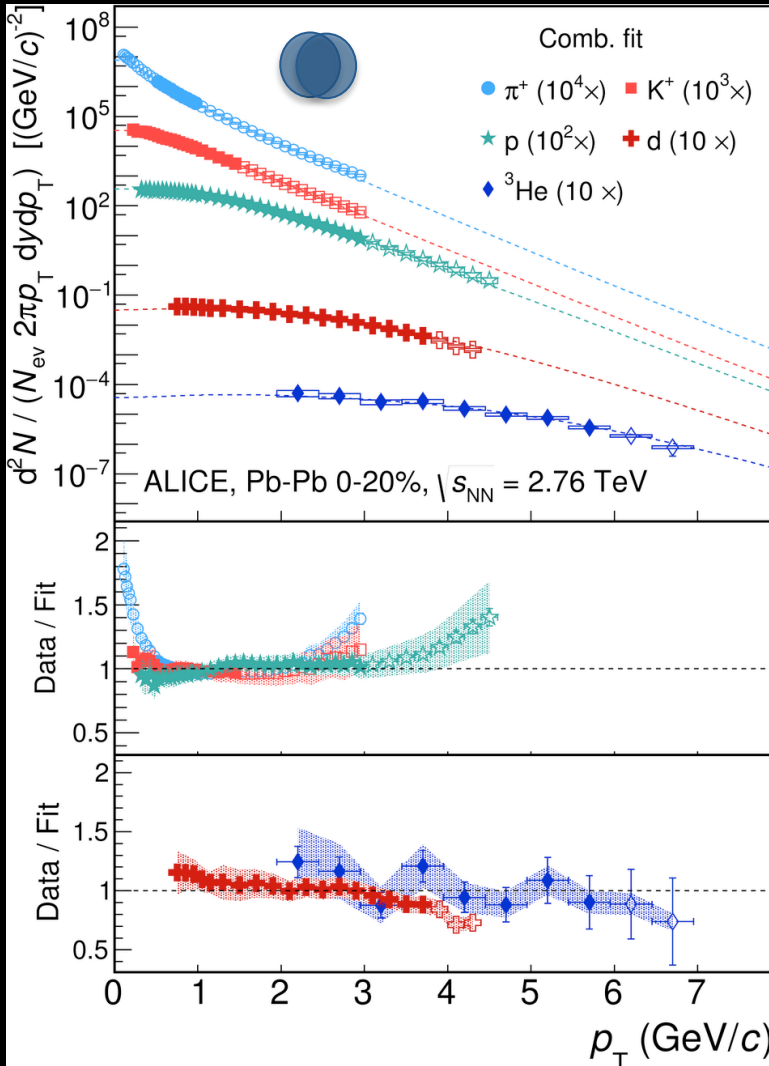 d²N / (N_ev 2πp_T dydp_T) [(GeV/c)⁻²]
10⁸
10⁵
10²
10⁻¹
10⁻⁴
10⁻⁷
Comb. fit
π⁺ (10⁴×) K⁺ (10³×)
p (10²×) d (10 ×)
³He (10 ×)
ALICE, Pb-Pb 0-20%, √s_NN = 2.76 TeV
Data / Fit
2
1.5
1
0.5
Data / Fit
2
1.5
1
0.5
0 1 2 3 4 5 6 7
p_T (GeV/c)